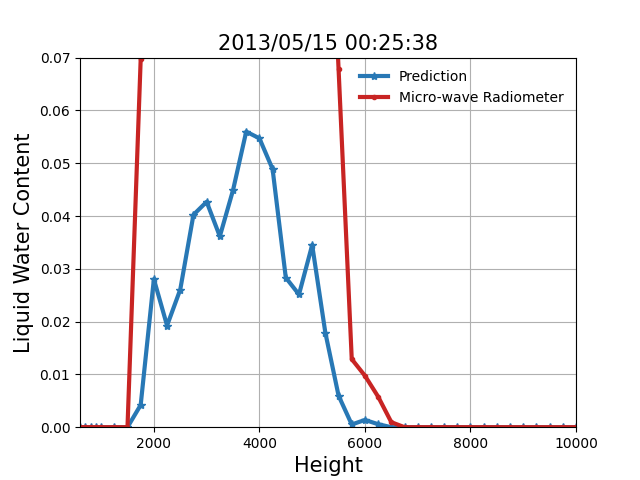 2013/05/15 00:25:38
Prediction
Micro-wave Radiometer
Liquid Water Content
0.07
0.06
0.05
0.04
0.03
0.02
0.01
0.00
2000 4000 6000 8000 10000
Height